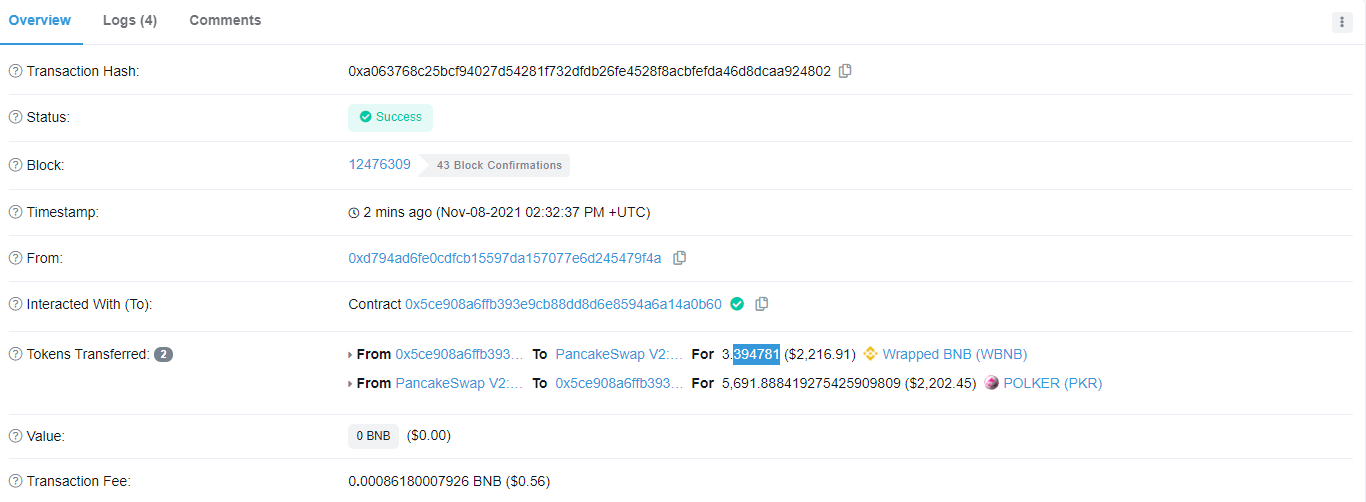 Overview Logs (4) Comments
Transaction Hash: 0xa063768c25bcf94027d54281f732dfdb26fe4528f8acbfefda46d8dcaa924802
Status: Success
Block: 12476309 43 Block Confirmations
Timestamp: 2 mins ago (Nov-08-2021 02:32:37 PM +UTC)
From: 0xd794ad6fe0cdfcb15597da157077e6d245479f4a
Interacted With (To): Contract 0x5ce908a6ffb393e9cb88dd8d6e8594a6a14a0b60
Tokens Transferred: 2 From 0x5ce908a6ffb393... To PancakeSwap V2:... For 3.394781 ($2,216.91) Wrapped BNB (WBNB)
From PancakeSwap V2:... To 0x5ce908a6ffb393... For 5,691.888419275425909809 ($2,202.45) POLKER (PKR)
Value: 0 BNB ($0.00)
Transaction Fee: 0.00086180007926 BNB ($0.56)